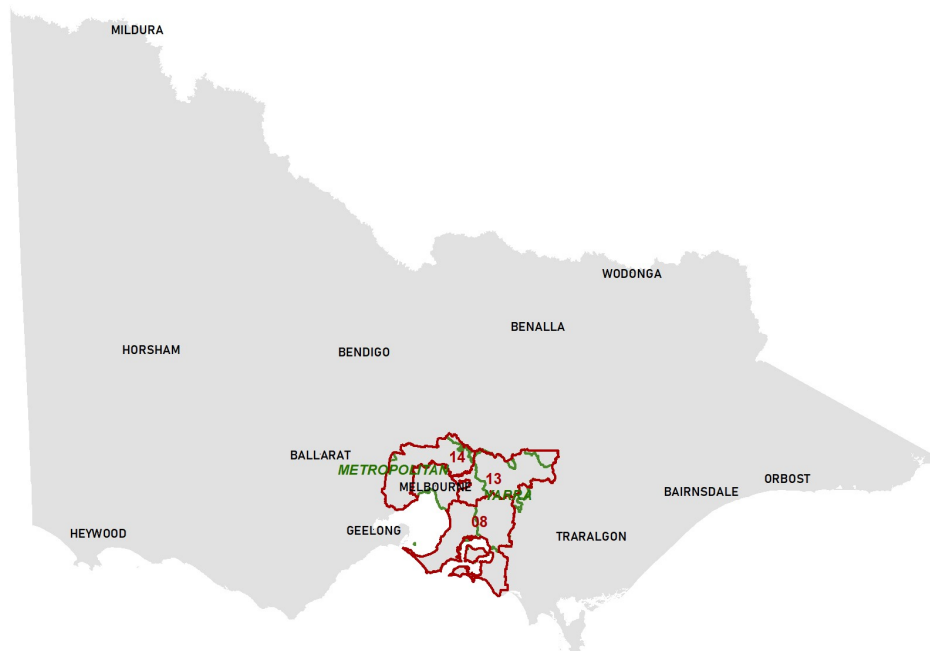 MILDURA
WODONGA
BENALLA
HORSHAM
BENDIGO
BALLARAT
14
METROPOLITAN
13
MELBOURNE
YARRA
ORBOST
BAIRNSDALE
08
GEELONG
HEYWOOD
TRARALGON